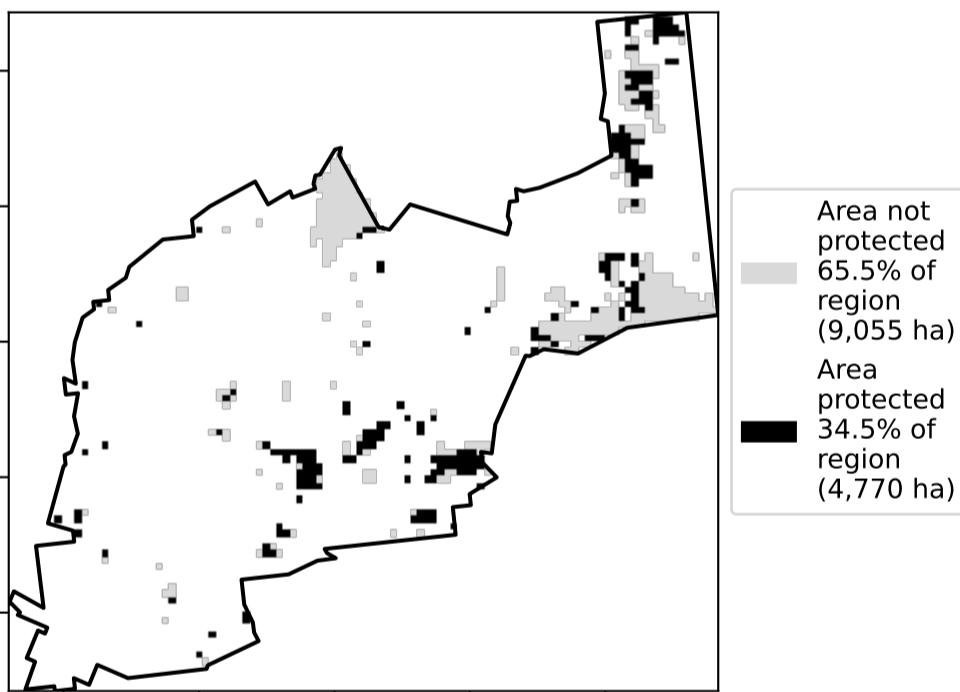 Area not
protected
65.5% of
region
(9,055 ha)
Area
protected
34.5% of
region
(4,770 ha)